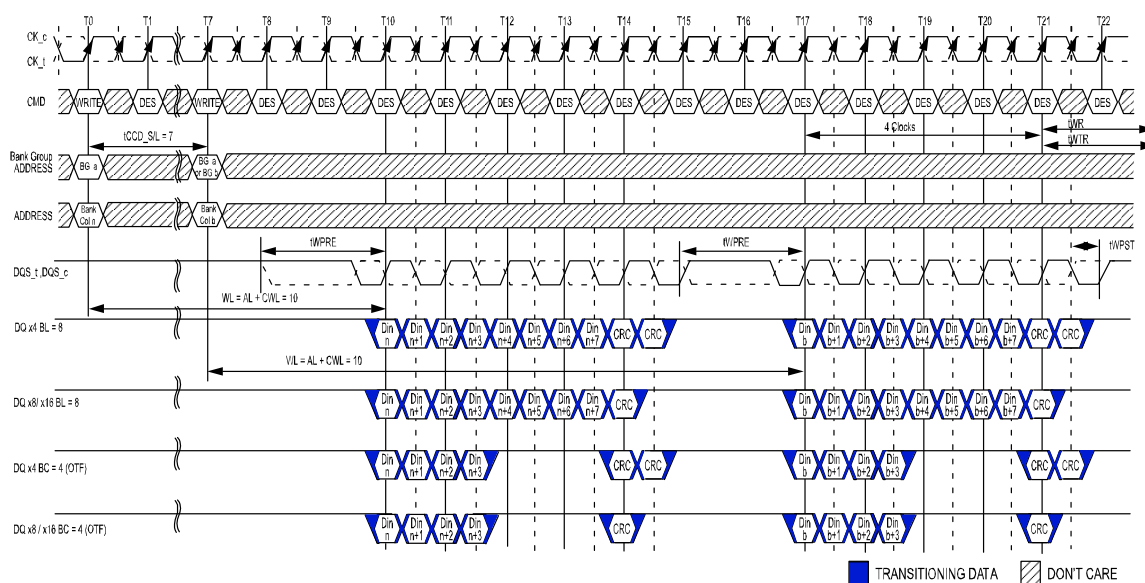 T0 T1 T7 T8 T9 T10 T11 T12 T13 T14 T15 T16 T17 T18 T19 T20 T21 T22
CK_c
CK_t
CMD WRITE DES WRITE DES DES DES DES DES DES DES DES DES DES DES DES DES DES DES
tCCD_S/L = 7
4 Clocks
tWR
tWTR
Bank Group
ADDRESS
BG a
BG a
or BG b
ADDRESS
Bank
Col n
Bank
Col b
tWPRE
tWPRE
tWPST
DQS_t ,DQS_c
WL = AL + CWL = 10
DQ x4 BL = 8
Din n Din n+1 Din n+2 Din n+3 Din n+4 Din n+5 Din n+6 Din n+7 CRC CRC Din b Din b+1 Din b+2 Din b+3 Din b+4 Din b+5 Din b+6 Din b+7 CRC CRC
WL = AL + CWL = 10
DQ x8/ x16 BL = 8
Din n Din n+1 Din n+2 Din n+3 Din n+4 Din n+5 Din n+6 Din n+7 CRC Din b Din b+1 Din b+2 Din b+3 Din b+4 Din b+5 Din b+6 Din b+7 CRC
DQ x4 BC = 4 (OTF)
Din n Din n+1 Din n+2 Din n+3 CRC CRC Din b Din b+1 Din b+2 Din b+3 CRC CRC
DQ x8 / x16 BC = 4 (OTF)
Din n Din n+1 Din n+2 Din n+3 CRC Din b Din b+1 Din b+2 Din b+3 CRC
TRANSITIONING DATA
DON'T CARE